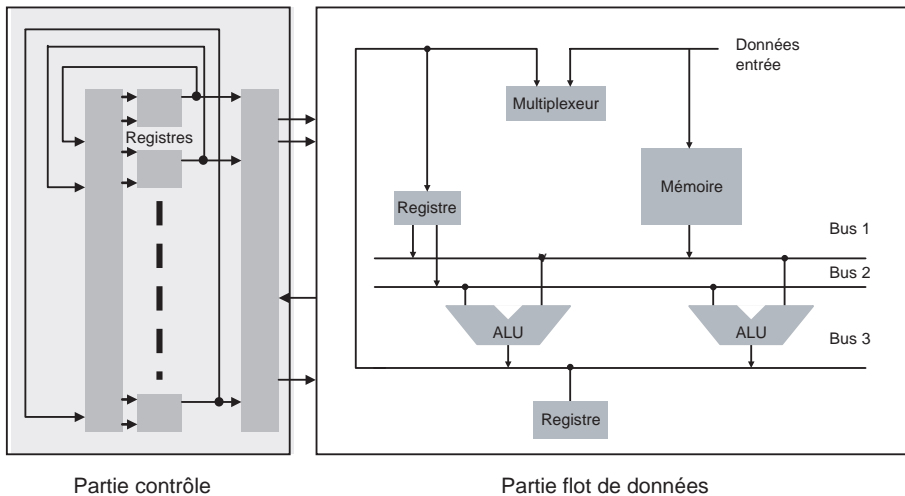 Données
entrée
Multiplexeur
Registres
Mémoire
Registre
Bus 1
Bus 2
ALU
ALU
Bus 3
Registre
Partie contrôle
Partie flot de données